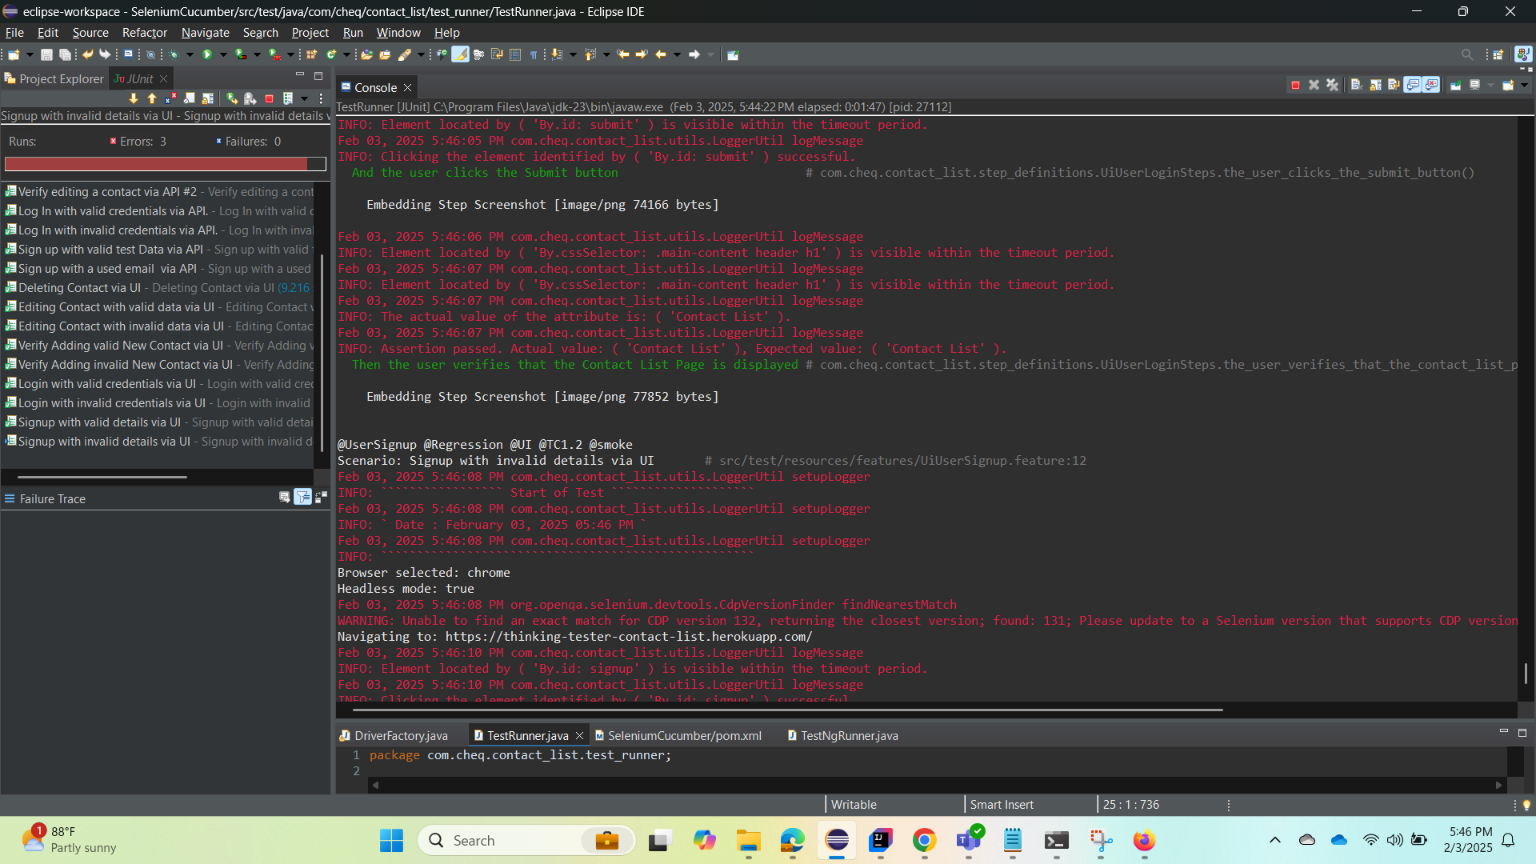 eclipse-workspace - SeleniumCucumber/src/test/java/com/cheq/contact_list/test_runner/TestRunner.java - Eclipse IDE
File Edit Source Refactor Navigate Search Project Run Window Help
Project Explorer JUnit
Signup with invalid details via UI - Signup with invalid details v
Runs: Errors: 3 Failures: 0
Verify editing a contact via API #2 - Verify editing a cont
Log In with valid credentials via API. - Log In with valid c
Log In with invalid credentials via API. - Log In with inva
Sign up with valid test Data via API - Sign up with valid
Sign up with a used email  via API - Sign up with a used
Deleting Contact via UI - Deleting Contact via UI (9.216
Editing Contact with valid data via UI - Editing Contact v
Editing Contact with invalid data via UI - Editing Contac
Verify Adding valid New Contact via UI - Verify Adding v
Verify Adding invalid New Contact via UI - Verify Adding
Login with valid credentials via UI - Login with valid crec
Login with invalid credentials via UI - Login with invalid
Signup with valid details via UI - Signup with valid detai
Signup with invalid details via UI - Signup with invalid d
Failure Trace
Console
TestRunner [JUnit] C:\Program Files\Java\jdk-23\bin\javaw.exe (Feb 3, 2025, 5:44:22 PM elapsed: 0:01:47) [pid: 27112]
INFO: Element located by ( 'By.id: submit' ) is visible within the timeout period.
Feb 03, 2025 5:46:05 PM com.cheq.contact_list.utils.LoggerUtil logMessage
INFO: Clicking the element identified by ( 'By.id: submit' ) successful.
And the user clicks the Submit button # com.cheq.contact_list.step_definitions.UiUserLoginSteps.the_user_clicks_the_submit_button()
Embedding Step Screenshot [image/png 74166 bytes]
Feb 03, 2025 5:46:06 PM com.cheq.contact_list.utils.LoggerUtil logMessage
INFO: Element located by ( 'By.cssSelector: .main-content header h1' ) is visible within the timeout period.
Feb 03, 2025 5:46:07 PM com.cheq.contact_list.utils.LoggerUtil logMessage
INFO: Element located by ( 'By.cssSelector: .main-content header h1' ) is visible within the timeout period.
Feb 03, 2025 5:46:07 PM com.cheq.contact_list.utils.LoggerUtil logMessage
INFO: The actual value of the attribute is: ( 'Contact List' ).
Feb 03, 2025 5:46:07 PM com.cheq.contact_list.utils.LoggerUtil logMessage
INFO: Assertion passed. Actual value: ( 'Contact List' ), Expected value: ( 'Contact List' ).
Then the user verifies that the Contact List Page is displayed # com.cheq.contact_list.step_definitions.UiUserLoginSteps.the_user_verifies_that_the_contact_list_p
Embedding Step Screenshot [image/png 77852 bytes]
@UserSignup @Regression @UI @TC1.2 @smoke
Scenario: Signup with invalid details via UI # src/test/resources/features/UiUserSignup.feature:12
Feb 03, 2025 5:46:08 PM com.cheq.contact_list.utils.LoggerUtil setupLogger
INFO: ````````````````` Start of Test ````````````````````
Feb 03, 2025 5:46:08 PM com.cheq.contact_list.utils.LoggerUtil setupLogger
INFO: ` Date : February 03, 2025 05:46 PM `
Feb 03, 2025 5:46:08 PM com.cheq.contact_list.utils.LoggerUtil setupLogger
INFO: ````````````````````````````````````````````````````
Browser selected: chrome
Headless mode: true
Feb 03, 2025 5:46:08 PM org.openqa.selenium.devtools.CdpVersionFinder findNearestMatch
WARNING: Unable to find an exact match for CDP version 132, returning the closest version; found: 131; Please update to a Selenium version that supports CDP version
Navigating to: https://thinking-tester-contact-list.herokuapp.com/
Feb 03, 2025 5:46:10 PM com.cheq.contact_list.utils.LoggerUtil logMessage
INFO: Element located by ( 'By.id: signup' ) is visible within the timeout period.
Feb 03, 2025 5:46:10 PM com.cheq.contact_list.utils.LoggerUtil logMessage
INFO: Clicking the element identified by ( 'By.id: signup' ) successful.
DriverFactory.java TestRunner.java SeleniumCucumber/pom.xml TestNgRunner.java
1 package com.cheq.contact_list.test_runner;
2
Writable Smart Insert 25 : 1 : 736
1
88°F
Partly sunny
Search
5:46 PM
2/3/2025